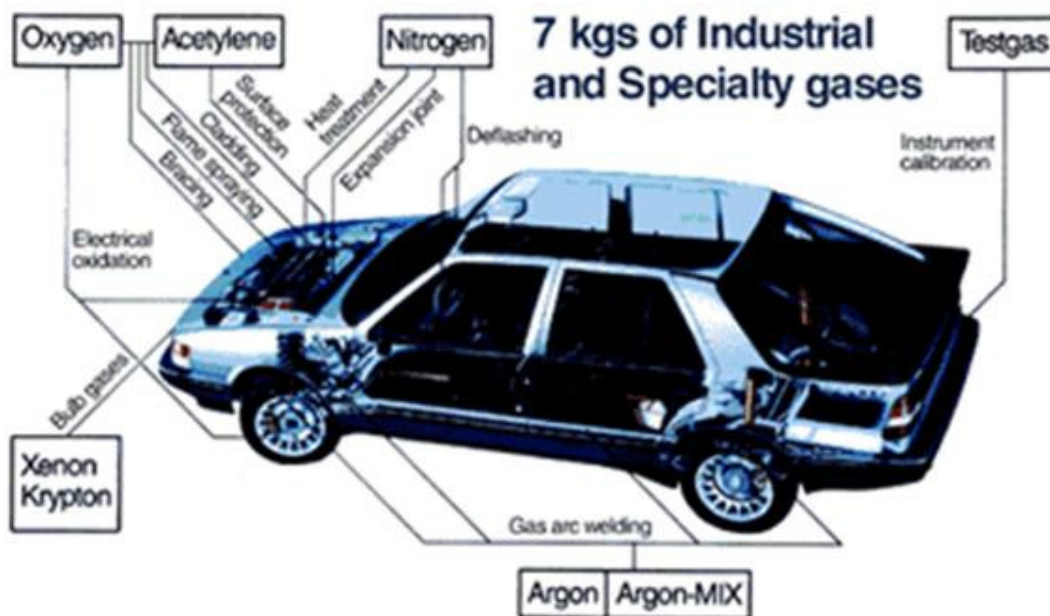 Oxygen
Acetylene
Nitrogen
7 kgs of Industrial
and Specialty gases
Testgas
Surface
protection
Cladding
Flame spraying
Bracing
Heat
treatment
Expansion joint
Deflashing
Instrument
calibration
Electrical
oxidation
Bulb gases
Xenon
Krypton
Gas arc welding
Argon
Argon-MIX